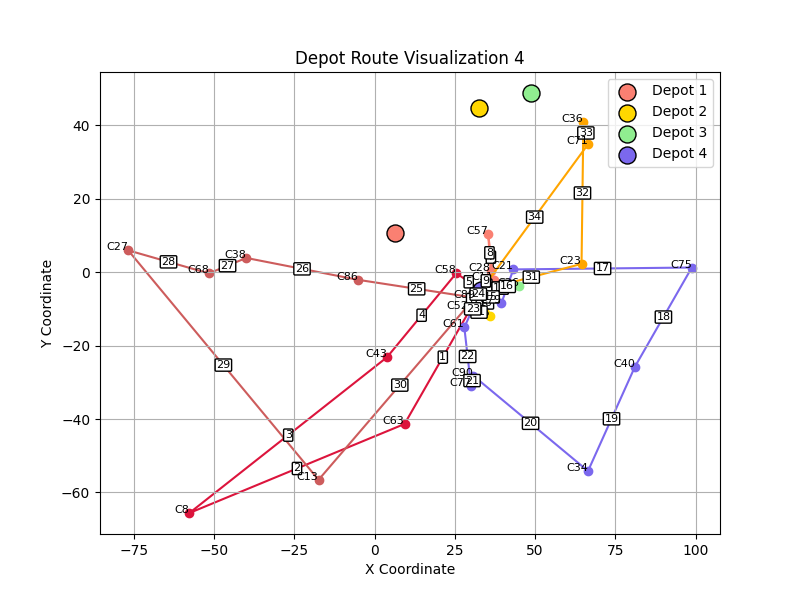 Depot Route Visualization 4
Depot 1
Depot 2
Depot 3
Depot 4
Y Coordinate
X Coordinate
40
20
0
−20
−40
−60
−75
−50
−25
0
25
50
75
100
C36
33
C71
32
34
C57
8
C27
28
C68
27
C38
26
C86
25
C58
C28
C21
9
31
C23
17
C75
16
24
23
18
4
C61
22
1
C43
C90
21
20
C40
19
C34
29
30
C63
3
2
C13
C8